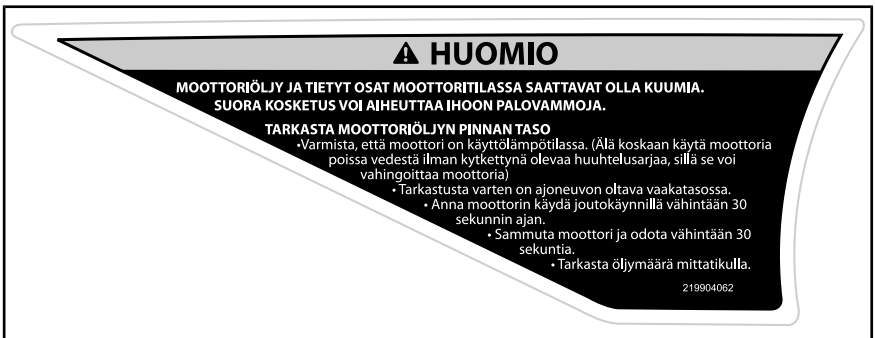 HUOMIO
MOOTTORIÖLJY JA TIETYT OSAT MOOTTORITILASSA SAATTAVAT OLLA KUUMIA.
SUORA KOSKETUS VOI AIHEUTTAA IHOON PALOVAMMOJA.
TARKASTA MOOTTORIÖLJYN PINNAN TASO
•Varmista, että moottori on käyttölämpötilassa. (Älä koskaan käytä moottoria
poissa vedestä ilman kytkettynä olevaa huuhtelusarjaa, sillä se voi
vahingoittaa moottoria)
• Tarkastusta varten on ajoneuvon oltava vaakatasossa.
• Anna moottorin käydä joutokäynnillä vähintään 30
sekunnin ajan.
• Sammuta moottori ja odota vähintään 30
sekuntia.
• Tarkasta öljymäärä mittatikulla.
219904062